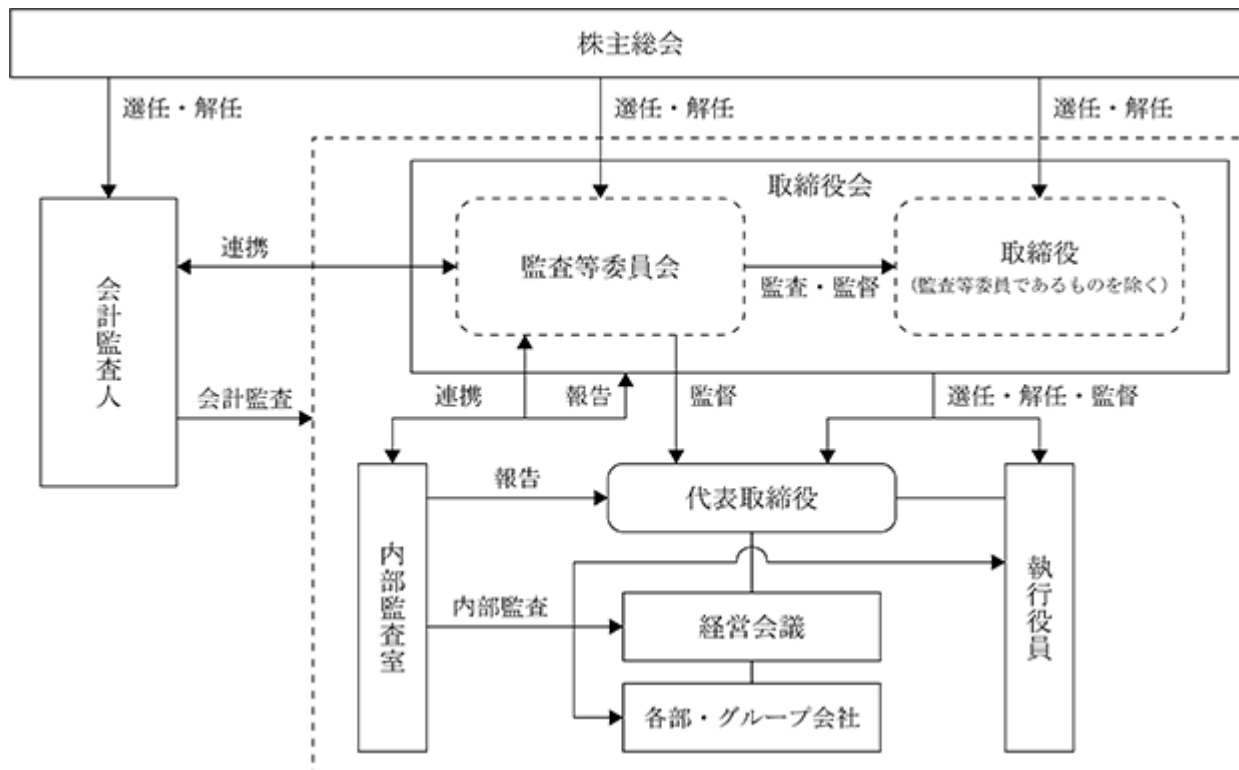 株主総会
選任・解任
選任・解任
選任・解任
取締役会
会計監査人
連携
監査等委員会
監査・監督
取締役
(監査等委員であるものを除く)
会計監査
連携
報告
監督
選任・解任・監督
内部監査室
報告
代表取締役
執行役員
内部監査
経営会議
各部・グループ会社